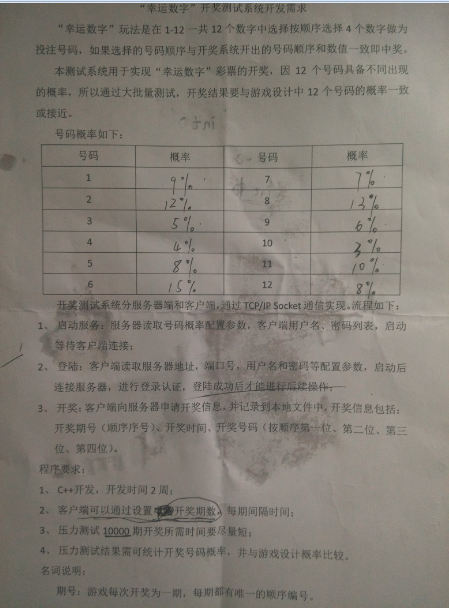 “幸运数字”开奖测试系统开发需求
“幸运数字”玩法是在 1-12 一共 12 个数字中选择按顺序选择 4 个数字做为
投注号码，如果选择的号码顺序与开奖系统开出的号码顺序和数值一致即中奖。
本测试系统用于实现“幸运数字”彩票的开奖，因 12 个号码具备不同出现
的概率，所以通过大批量测试，开奖结果要与游戏设计中 12 个号码的概率一致
或接近。
号码概率如下：
号码 概率 号码 概率
1 9% 7 7%
2 12% 8 13%
3 5% 9 6%
4 4% 10 3%
5 8% 11 10%
6 15% 12 8%
开奖测试系统分服务器端和客户端，通过 TCP/IP Socket 通信实现。流程如下：
1、 启动服务：服务器读取号码概率配置参数，客户端用户名、密码列表，启动
等待客户端连接；
2、 登陆：客户端读取服务器地址，端口号，用户名和密码等配置参数，启动后
连接服务器，进行登录认证，登陆成功后才能进行后续操作；
3、 开奖：客户端向服务器申请开奖信息，并记录到本地文件中，开奖信息包括：
开奖期号（顺序序号）、开奖时间、开奖号码（按顺序第一位、第二位、第三
位、第四位）。
程序要求：
1、 C++开发，开发时间 2 周；
2、 客户端可以通过设置开奖期数，每期间隔时间；
3、 压力测试 10000 期开奖所需时间要尽量短；
4、 压力测试结果需可统计开奖号码概率，并与游戏设计概率比较。
名词说明：
期号：游戏每次开奖为一期，每期都有唯一的顺序编号。